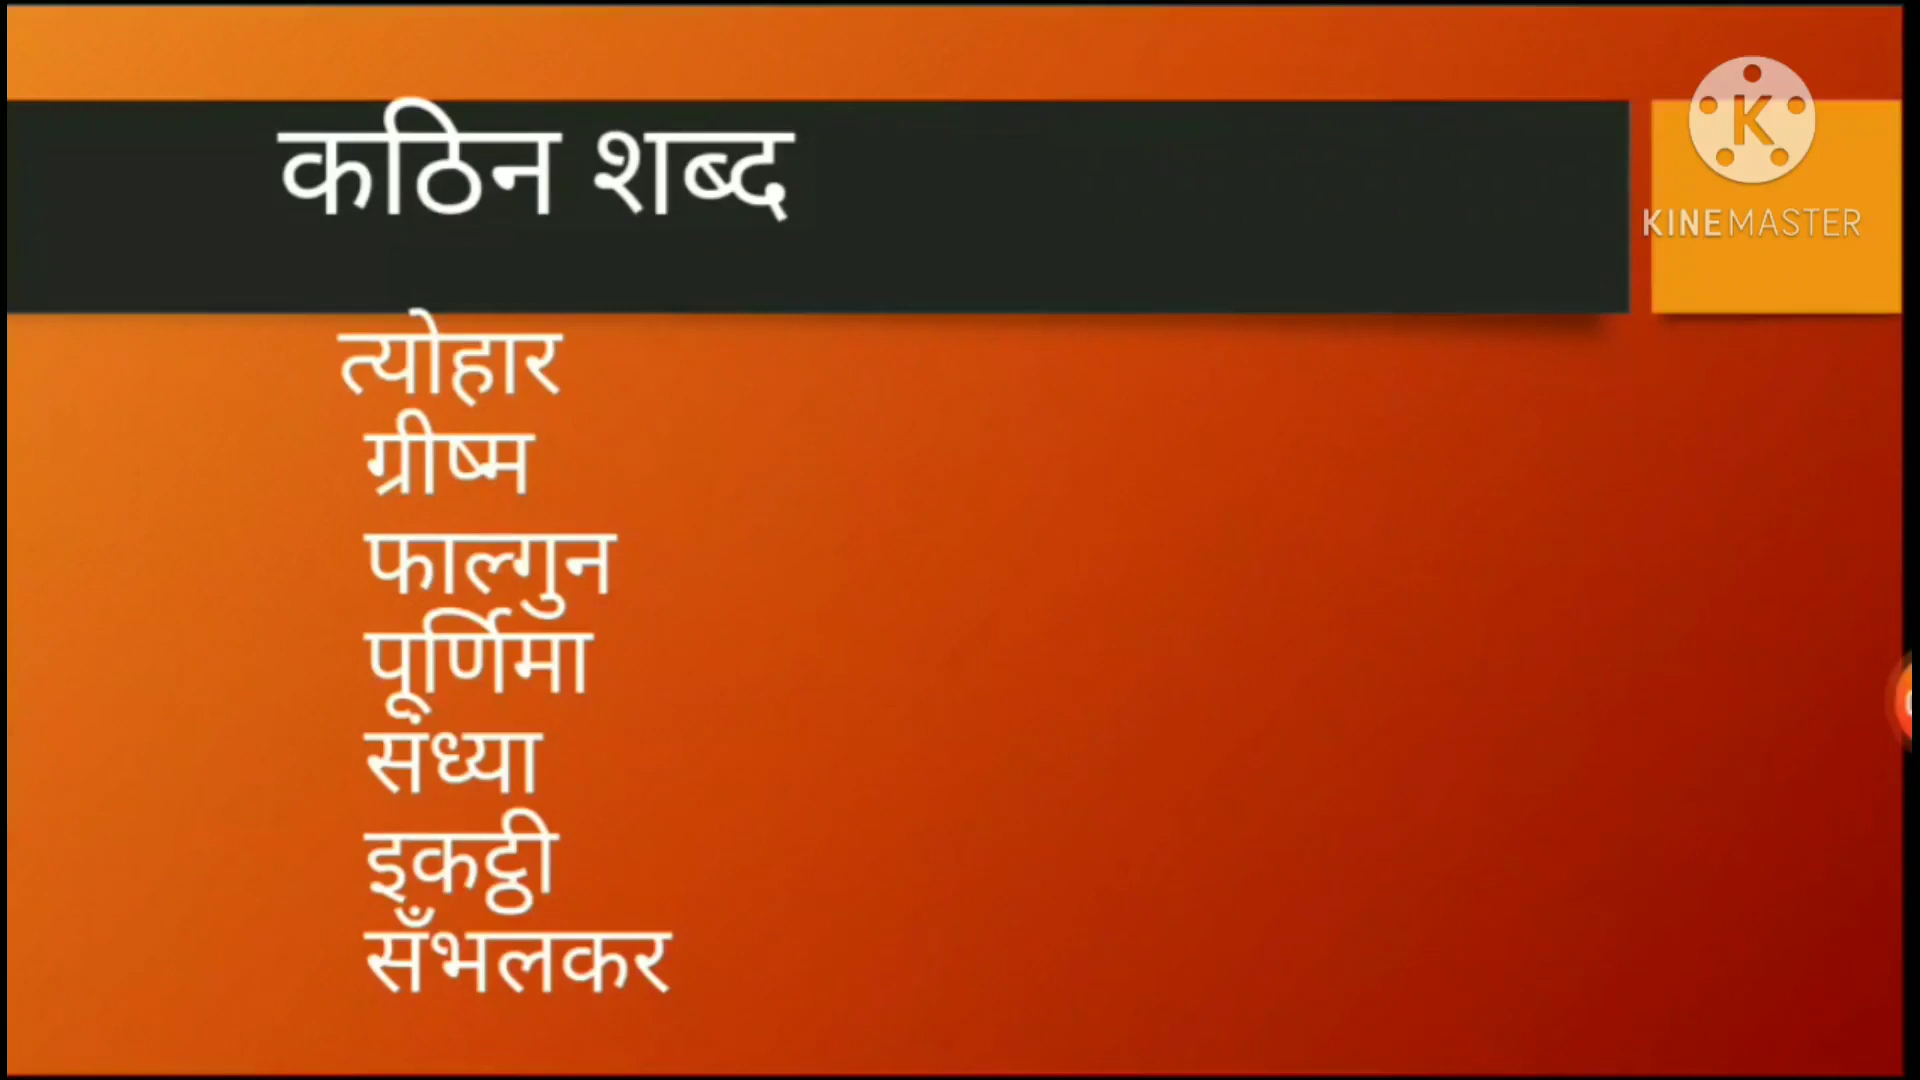 कठिन शब्द
KINEMASTER
त्योहार
ग्रीष्म
फाल्गुन
पूर्णिमा
संध्या
इकट्ठी
सँभलकर